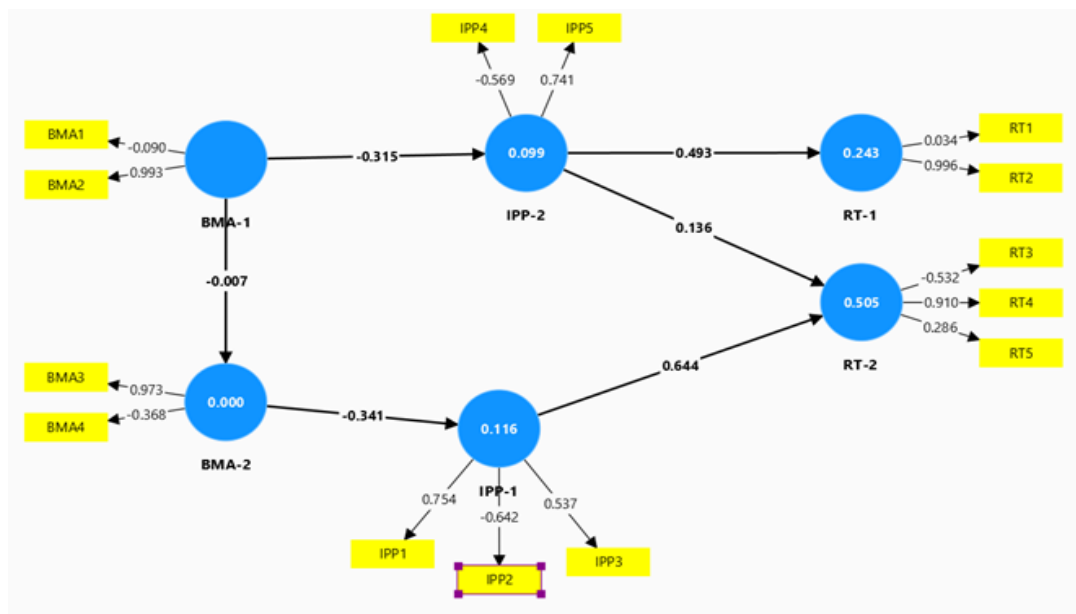 IPP4
IPP5
-0.569
0.741
BMA1
-0.090
0.993
BMA2
-0.315
0.099
0.493
0.243
0.034
RT1
0.996
RT2
BMA-1
IPP-2
RT-1
0.136
-0.007
RT3
-0.532
0.505
0.910
RT4
0.286
RT5
RT-2
0.644
BMA3
0.973
0.000
-0.368
BMA4
-0.341
0.116
BMA-2
IPP-1
0.754
-0.642
0.537
IPP1
IPP2
IPP3